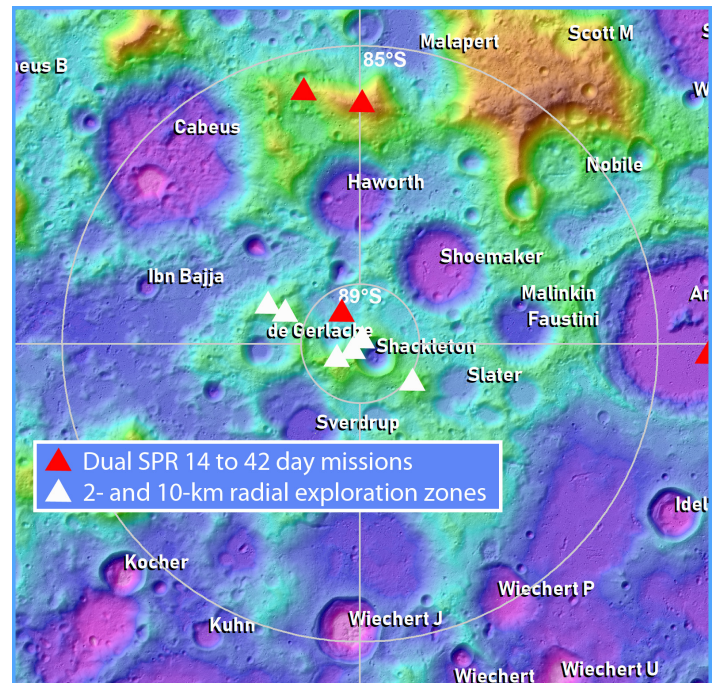 Malapert
Scott M
85°S
eus B
Cabeus
Nobile
Haworth
Shoemaker
Ibn Bajja
89°S
Malinkin
Faustini
de Gerlache
Shackleton
Slater
Sverdrup
Dual SPR 14 to 42 day missions
2- and 10-km radial exploration zones
Kocher
Wiechert P
Wiechert J
Kuhn
Wiechert
Wiechert U